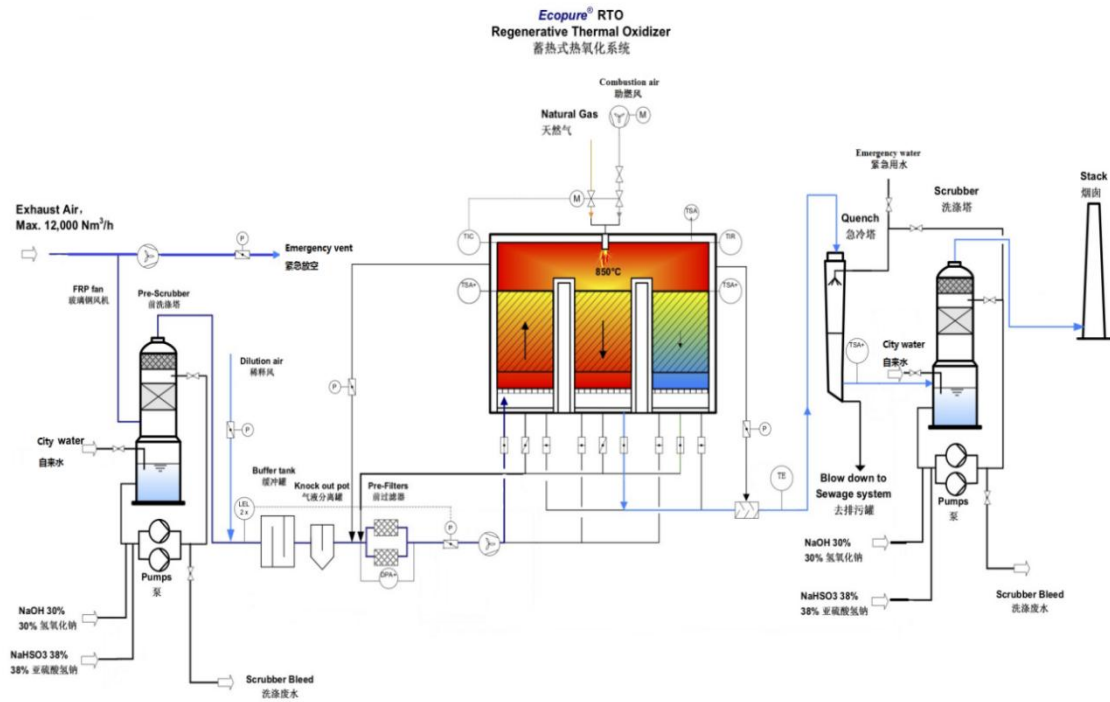 Ecopure® RTO
Regenerative Thermal Oxidizer
蓄热式热氧化系统
Combustion air
助燃风
Natural Gas
天然气
M
M
Emergency water
紧急用水
Stack
烟囱
Scrubber
洗涤塔
Quench
急冷塔
Exhaust Air,
Max. 12,000 Nm³/h
P
Emergency vent
紧急放空
TIC
TSA
TIR
850°C
TSA+
TSA+
FRP fan
玻璃钢风机
Pre-Scrubber
前洗涤塔
Dilution air
稀释风
P
P
P
TSA+
City water
自来水
City water
自来水
Buffer tank
缓冲罐
Knock out pot
气液分离罐
Pre-Filters
前过滤器
LEL
2 x
P
DPA+
TE
Blow down to
Sewage system
去排污罐
Pumps
泵
Pumps
泵
NaOH 30%
30% 氢氧化钠
NaHSO3 38%
38% 亚硫酸氢钠
Scrubber Bleed
洗涤废水
NaOH 30%
30% 氢氧化钠
NaHSO3 38%
38% 亚硫酸氢钠
Scrubber Bleed
洗涤废水